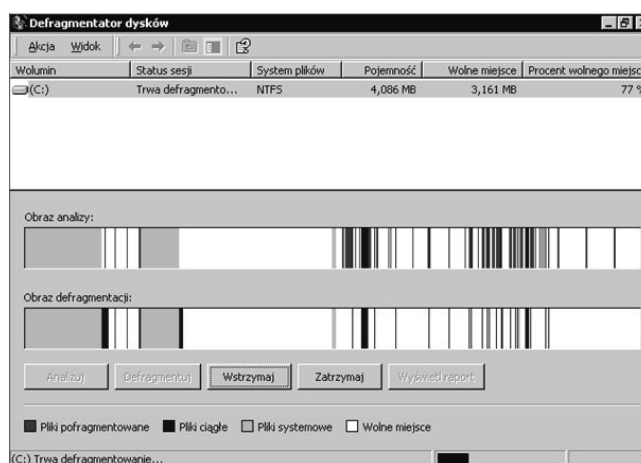 Defragmentator dysków
Akcja Widok
Wolumin Status sesji System plików Pojemność Wolne miejsce Procent wolnego miejsc
(C:) Trwa defragmento... NTFS 4,086 MB 3,161 MB 77 %
Obraz analizy:
Obraz defragmentacji:
Analizuj Defragmentuj Wstrzymaj Zatrzymaj Wyświetl raport
Pliki pofragmentowane Pliki ciągłe Pliki systemowe Wolne miejsce
(C:) Trwa defragmentowanie...